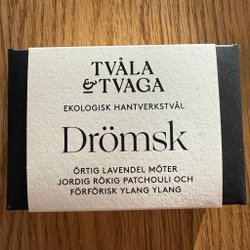 TVÅLA
& TVAGA
EKOLOGISK HANTVERKSTVÅL
Drömsk
ÖRTIG LAVENDEL MÖTER
JORDIG RÖKIG PATCHOULI OCH
FÖRFÖRISK YLANG YLANG